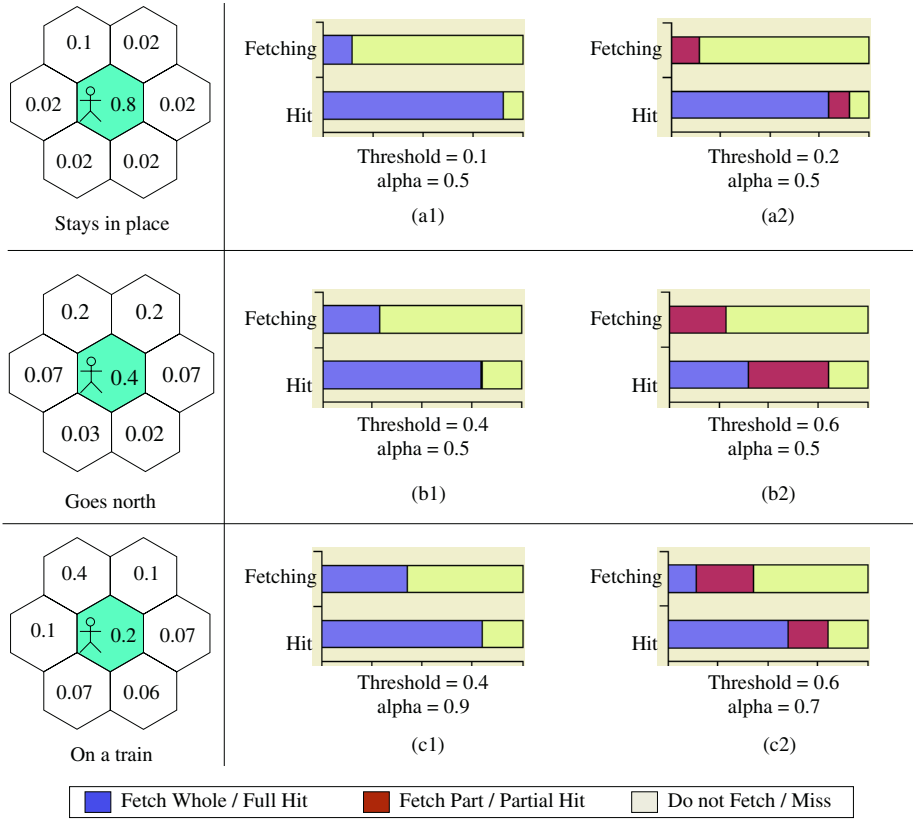 0.1 0.02
0.02 0.8 0.02
0.02 0.02
Stays in place
Fetching
Hit
Threshold = 0.1
alpha = 0.5
(a1)
Fetching
Hit
Threshold = 0.2
alpha = 0.5
(a2)
0.2 0.2
0.07 0.4 0.07
0.03 0.02
Goes north
Fetching
Hit
Threshold = 0.4
alpha = 0.5
(b1)
Fetching
Hit
Threshold = 0.6
alpha = 0.5
(b2)
0.4 0.1
0.1 0.2 0.07
0.07 0.06
On a train
Fetching
Hit
Threshold = 0.4
alpha = 0.9
(c1)
Fetching
Hit
Threshold = 0.6
alpha = 0.7
(c2)
Fetch Whole / Full Hit
Fetch Part / Partial Hit
Do not Fetch / Miss